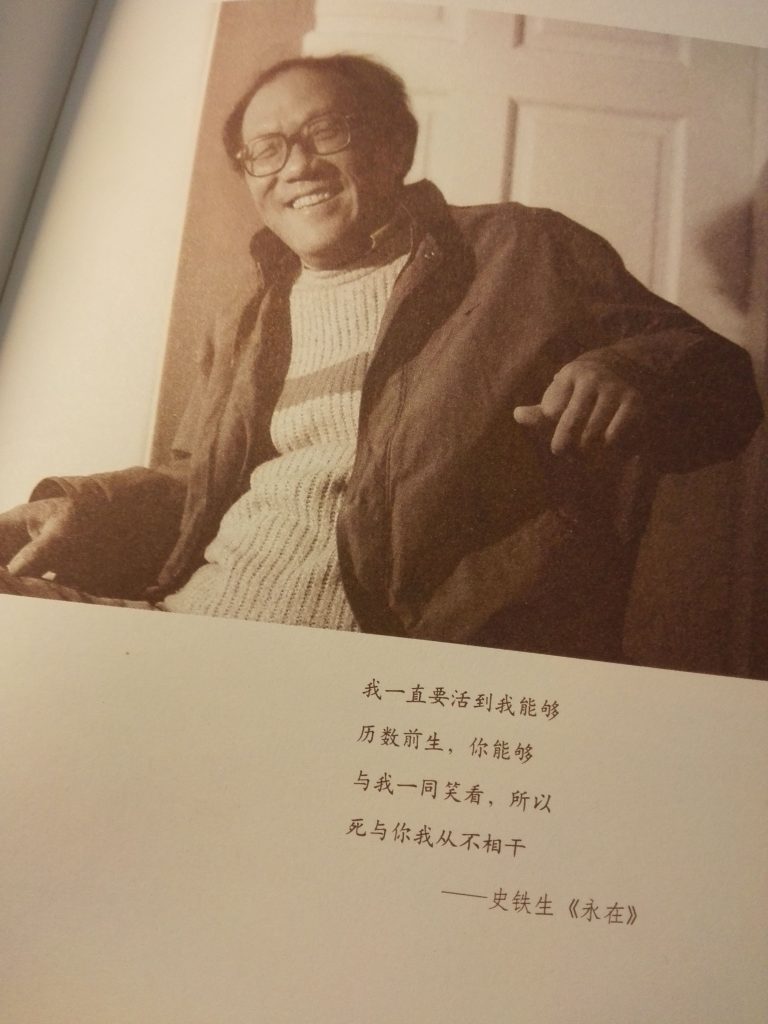 我一直要活到我能够
历数前生，你能够
与我一同笑看，所以
死与你我从不相干
——史铁生《永在》